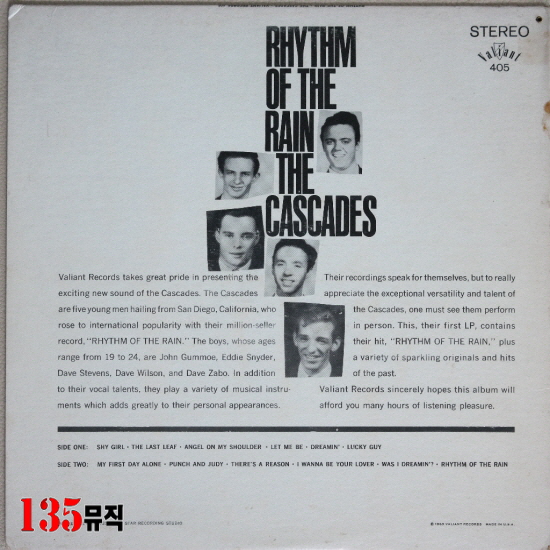 RHYTHM
OF THE
RAIN
THE
CASCADES
STEREO
Valiant
405
Valiant Records takes great pride in presenting the
exciting new sound of the Cascades. The Cascades
are five young men hailing from San Diego, California, who
rose to international popularity with their million-seller
record, "RHYTHM OF THE RAIN." The boys, whose ages
range from 19 to 24, are John Gummoe, Eddie Snyder,
Dave Stevens, Dave Wilson, and Dave Zabo. In addition
to their vocal talents, they play a variety of musical instru-
ments which adds greatly to their personal appearances.
Their recordings speak for themselves, but to really
appreciate the exceptional versatility and talent of
the Cascades, one must see them perform
in person. This, their first LP, contains
their hit, "RHYTHM OF THE RAIN," plus
a variety of sparkling originals and hits
of the past.
Valiant Records sincerely hopes this album will
afford you many hours of listening pleasure.
SIDE ONE: SHY GIRL • THE LAST LEAF • ANGEL ON MY SHOULDER • LET ME BE • DREAMIN' • LUCKY GUY
SIDE TWO: MY FIRST DAY ALONE • PUNCH AND JUDY • THERE'S A REASON • I WANNA BE YOUR LOVER • WAS I DREAMIN'? • RHYTHM OF THE RAIN
135뮤직
STAR RECORDING STUDIO
© 1963 VALIANT RECORDS MADE IN U.S.A.